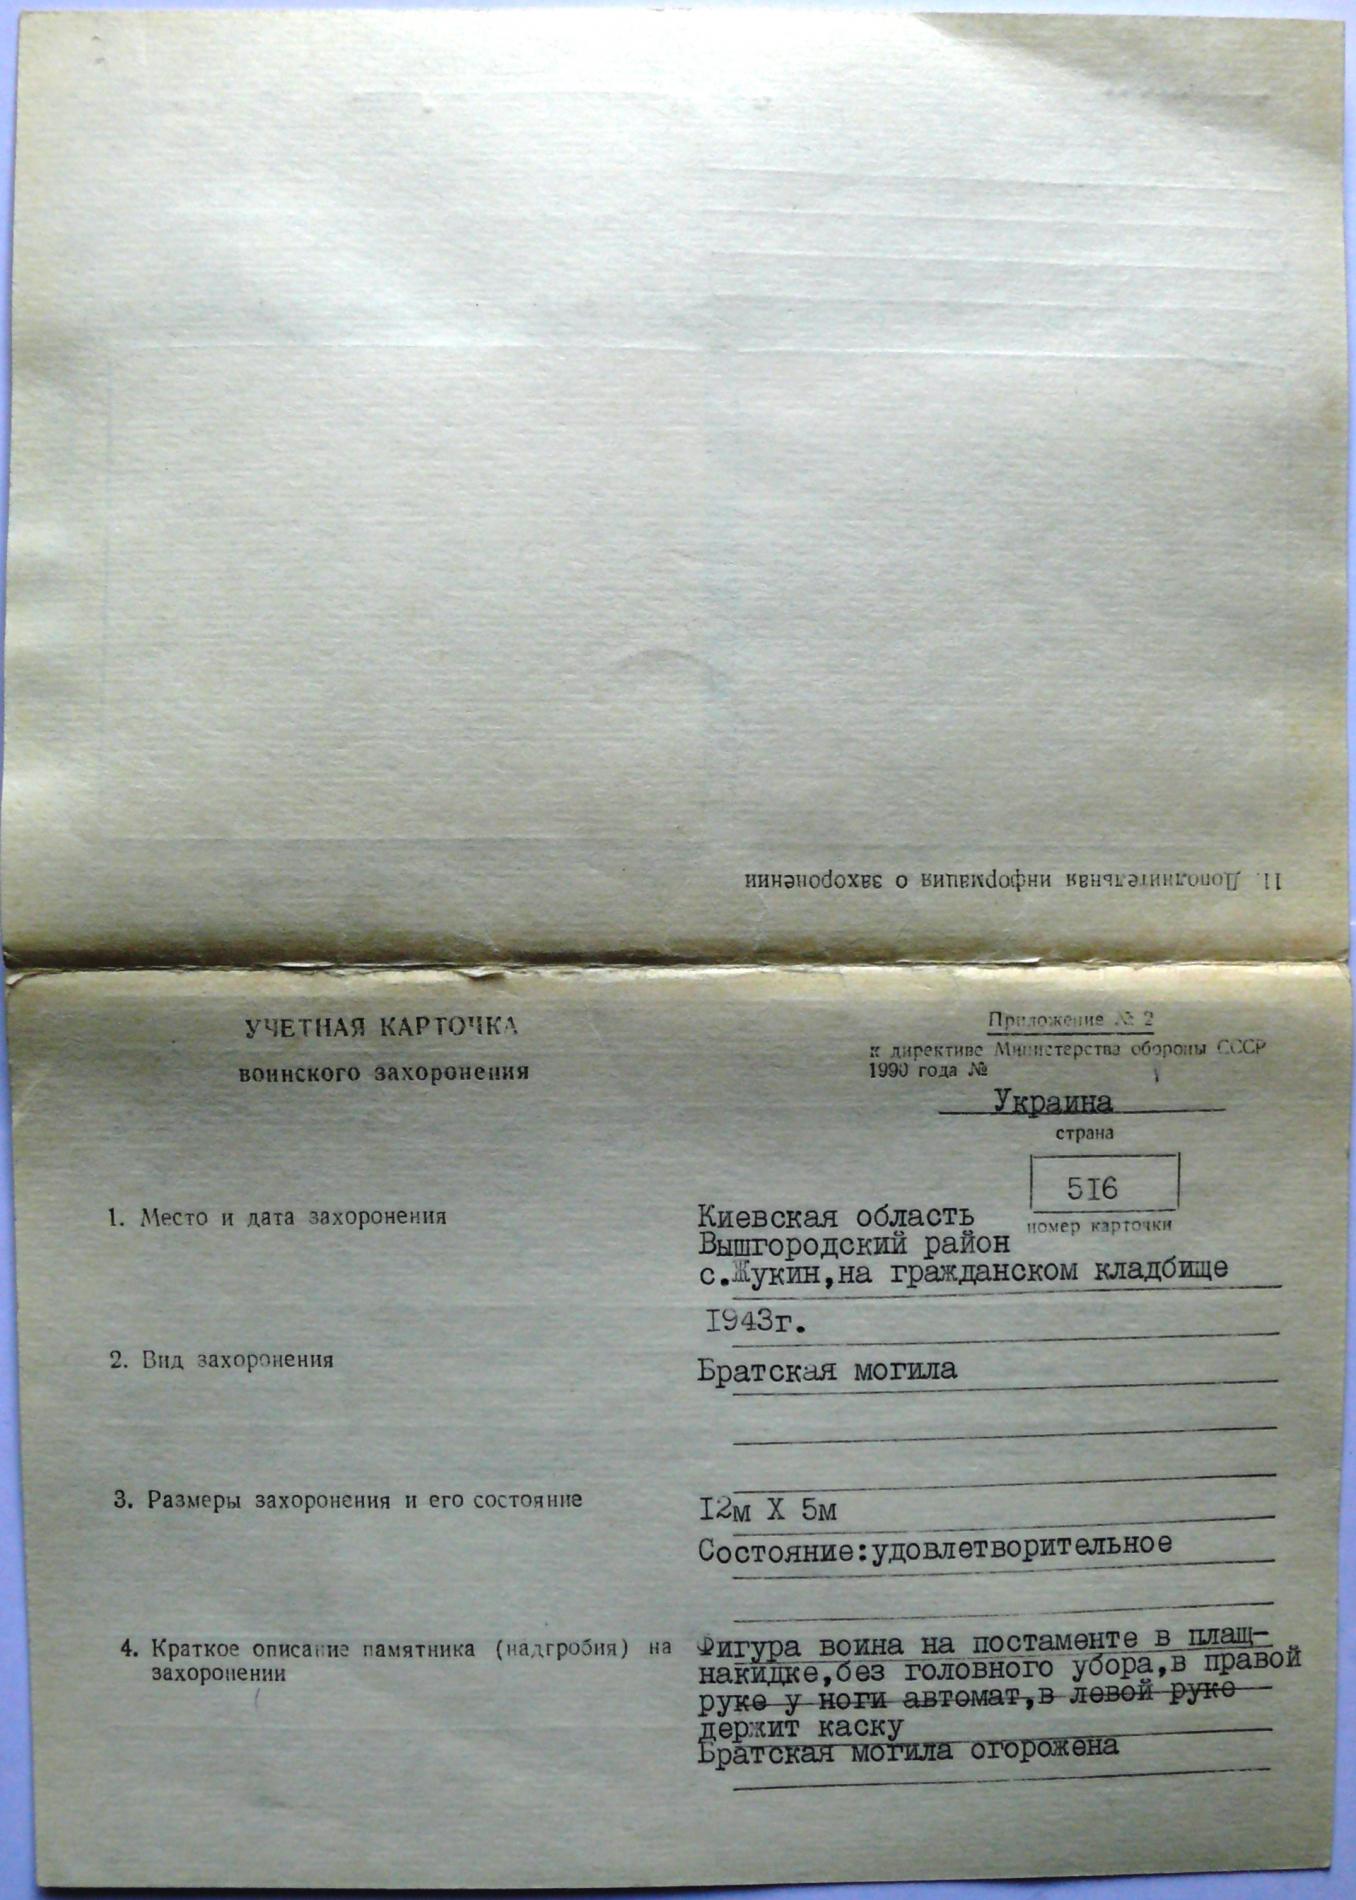 11. Дополнительная информация о захоронении
УЧЕТНАЯ КАРТОЧКА
воинского захоронения
Приложение № 2
к директиве Министерства обороны СССР
1990 года №
Украина
страна
5I6
номер карточки
1. Место и дата захоронения
Киевская область
Вышгородский район
с.Жукин,на гражданском кладбище
I943г.
2. Вид захоронения
Братская могила
3. Размеры захоронения и его состояние
I2м X 5м
Состояние:удовлетворительное
4. Краткое описание памятника (надгробия) на
захоронении
Фигура воина на постаменте в плащ-
накидке,без головного убора,в правой
руке у ноги автомат,в левой руке
держит каску
Братская могила огорожена